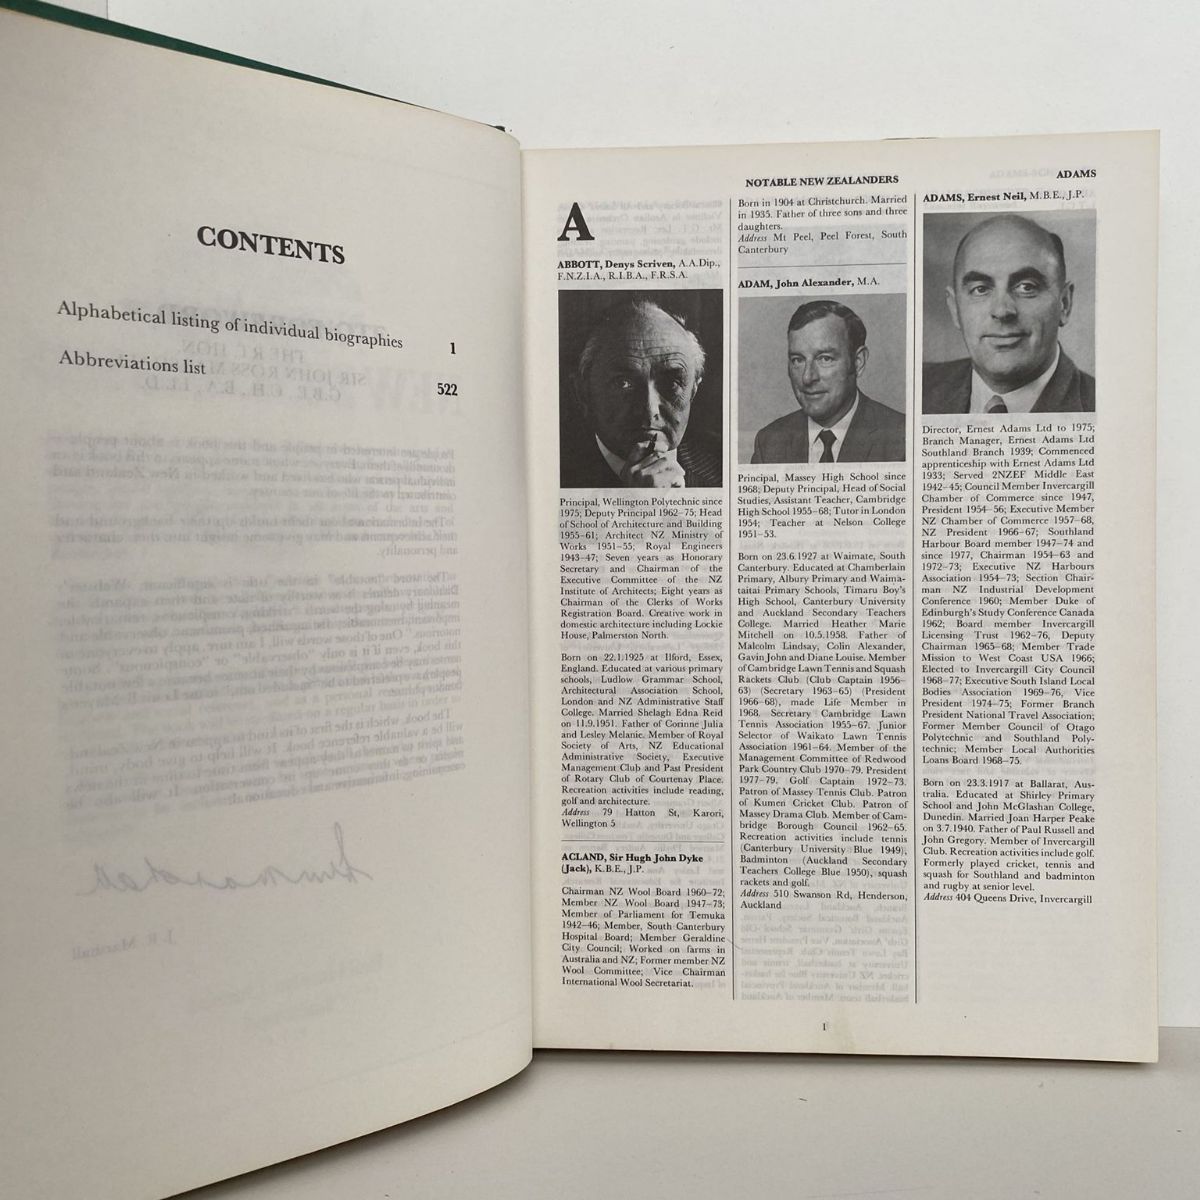 CONTENTS
Alphabetical listing of individual biographies 1
Abbreviations list 522
NOTABLE NEW ZEALANDERS
ADAMS
A
ABBOTT, Denys Scriven, A.A.Dip.,
F.N.Z.I.A., R.I.B.A., F.R.S.A.
Principal, Wellington Polytechnic since
1975; Deputy Principal 1962–75; Head
of School of Architecture and Building
1955–61; Architect NZ Ministry of
Works 1951–55; Royal Engineers
1943–47; Seven years as Honorary
Secretary and Chairman of the
Executive Committee of the NZ
Institute of Architects; Eight years as
Chairman of the Clerks of Works
Registration Board. Creative work in
domestic architecture including Lockie
House, Palmerston North.
Born on 22.1.1925 at Ilford, Essex,
England. Educated at various primary
schools, Ludlow Grammar School,
Architectural Association School,
London and NZ Administrative Staff
College. Married Shelagh Edna Reid
on 11.9.1951. Father of Corinne Julia
and Lesley Melanie. Member of Royal
Society of Arts, NZ Educational
Administrative Society, Executive
Management Club and Past President
of Rotary Club of Courtenay Place.
Recreation activities include reading,
golf and architecture.
Address 79 Hatton St, Karori,
Wellington 5
ACLAND, Sir Hugh John Dyke
(Jack), K.B.E., J.P.
Chairman NZ Wool Board 1960–72;
Member NZ Wool Board 1947–73;
Member of Parliament for Temuka
1942–46; Member, South Canterbury
Hospital Board; Member Geraldine
City Council; Worked on farms in
Australia and NZ; Former member NZ
Wool Committee; Vice Chairman
International Wool Secretariat.
Born in 1904 at Christchurch. Married
in 1935. Father of three sons and three
daughters.
Address Mt Peel, Peel Forest, South
Canterbury
ADAM, John Alexander, M.A.
Principal, Massey High School since
1968; Deputy Principal, Head of Social
Studies, Assistant Teacher, Cambridge
High School 1955–68; Tutor in London
1954; Teacher at Nelson College
1951–53.
Born on 23.6.1927 at Waimate, South
Canterbury. Educated at Chamberlain
Primary, Albury Primary and Waima-
taitai Primary Schools, Timaru Boy's
High School, Canterbury University
and Auckland Secondary Teachers
College. Married Heather Marie
Mitchell on 10.5.1958. Father of
Malcolm Lindsay, Colin Alexander,
Gavin John and Diane Louise. Member
of Cambridge Lawn Tennis and Squash
Rackets Club (Club Captain 1956–
63) (Secretary 1963–65) (President
1966–68), made Life Member in
1968. Secretary Cambridge Lawn
Tennis Association 1955–67. Junior
Selector of Waikato Lawn Tennis
Association 1961–64. Member of the
Management Committee of Redwood
Park Country Club 1970–79. President
1977–79. Golf Captain 1972–73.
Patron of Massey Tennis Club. Patron
of Kumeu Cricket Club. Patron of
Massey Drama Club. Member of Cam-
bridge Borough Council 1962–65.
Recreation activities include tennis
(Canterbury University Blue 1949),
Badminton (Auckland Secondary
Teachers College Blue 1950), squash
rackets and golf.
Address 510 Swanson Rd, Henderson,
Auckland
ADAMS, Ernest Neil, M.B.E., J.P.
Director, Ernest Adams Ltd to 1975;
Branch Manager, Ernest Adams Ltd
Southland Branch 1939; Commenced
apprenticeship with Ernest Adams Ltd
1933; Served 2NZEF Middle East
1942–45; Council Member Invercargill
Chamber of Commerce since 1947,
President 1954–56; Executive Member
NZ Chamber of Commerce 1957–68,
NZ President 1966–67; Southland
Harbour Board member 1947–74 and
since 1977, Chairman 1954–63 and
1972–73; Executive NZ Harbours
Association 1954–73; Section Chair-
man NZ Industrial Development
Conference 1960; Member Duke of
Edinburgh's Study Conference Canada
1962; Board member Invercargill
Licensing Trust 1962–76, Deputy
Chairman 1965–68; Member Trade
Mission to West Coast USA 1966;
Elected to Invercargill City Council
1968–77; Executive South Island Local
Bodies Association 1969–76, Vice
President 1974–75; Former Branch
President National Travel Association;
Former Member Council of Otago
Polytechnic and Southland Poly-
technic; Member Local Authorities
Loans Board 1968–75.
Born on 23.3.1917 at Ballarat, Aus-
tralia. Educated at Shirley Primary
School and John McGlashan College,
Dunedin. Married Joan Harper Peake
on 3.7.1940. Father of Paul Russell and
John Gregory. Member of Invercargill
Club. Recreation activities include golf.
Formerly played cricket, tennis and
squash for Southland and badminton
and rugby at senior level.
Address 404 Queens Drive, Invercargill
1